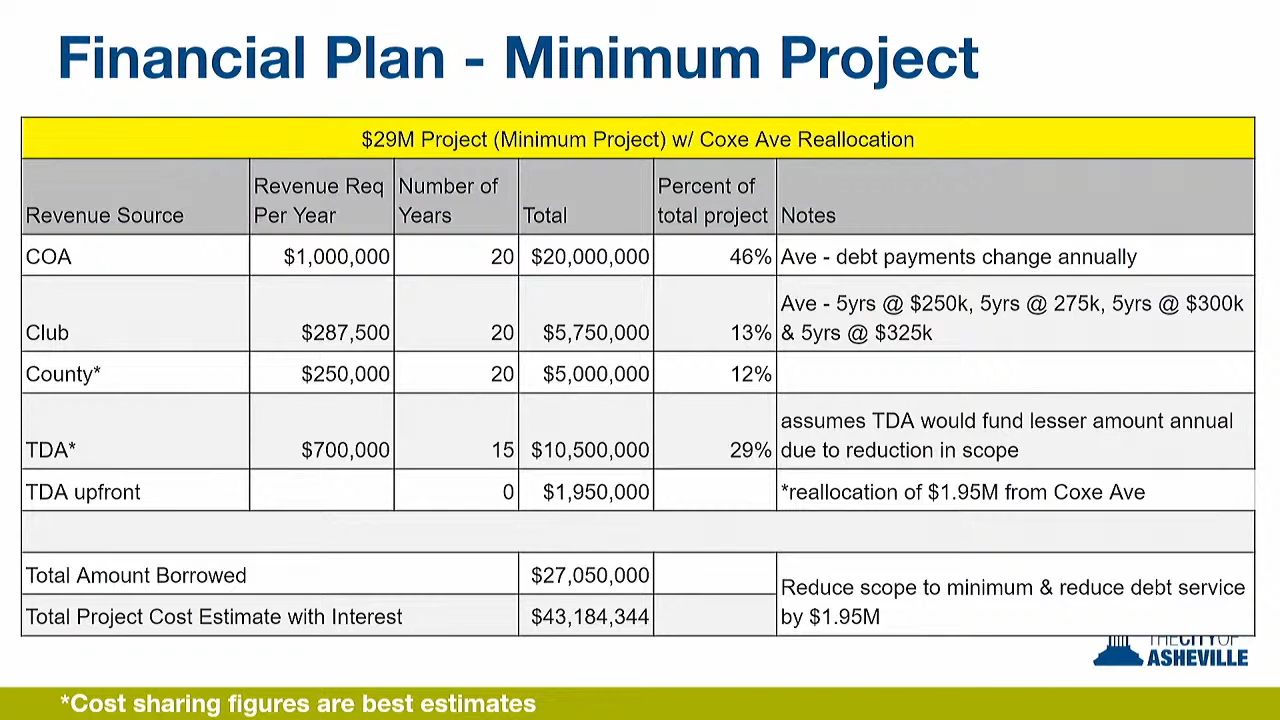 Financial Plan - Minimum Project
$29M Project (Minimum Project) w/ Coxe Ave Reallocation
Revenue Source Revenue Req Per Year Number of Years Total Percent of total project Notes
COA $1,000,000 20 $20,000,000 46% Ave - debt payments change annually
Club $287,500 20 $5,750,000 13% Ave - 5yrs @ $250k, 5yrs @ 275k, 5yrs @ $300k & 5yrs @ $325k
County* $250,000 20 $5,000,000 12%
TDA* $700,000 15 $10,500,000 29% assumes TDA would fund lesser amount annual due to reduction in scope
TDA upfront 0 $1,950,000 *reallocation of $1.95M from Coxe Ave
Total Amount Borrowed $27,050,000
Total Project Cost Estimate with Interest $43,184,344
Reduce scope to minimum & reduce debt service
by $1.95M
THE CITY OF
ASHEVILLE
*Cost sharing figures are best estimates